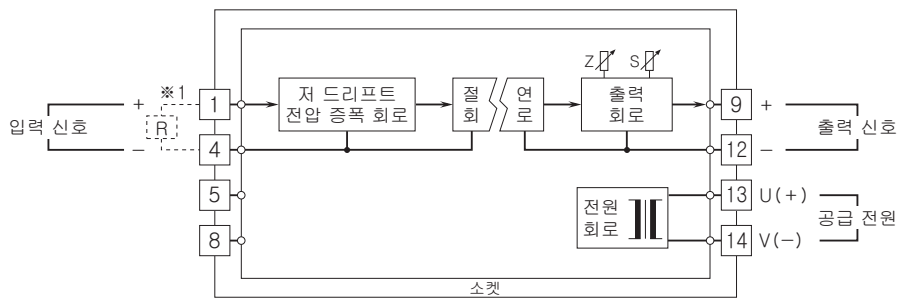 Z S
※1
입력 신호
+
R
−
1
4
5
8
저 드리프트
전압 증폭 회로
절 연
회 로
출력
회로
전원
회로
9 +
12 −
출력 신호
13 U(+)
14 V(−)
공급 전원
소켓